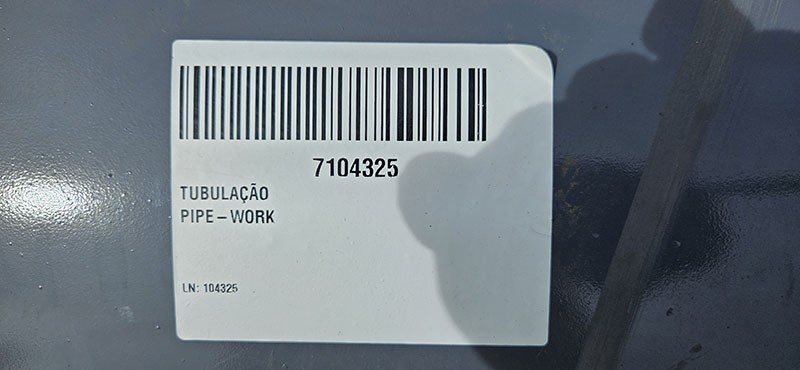 7104325
TUBULAÇÃO
PIPE – WORK
LN: 104325